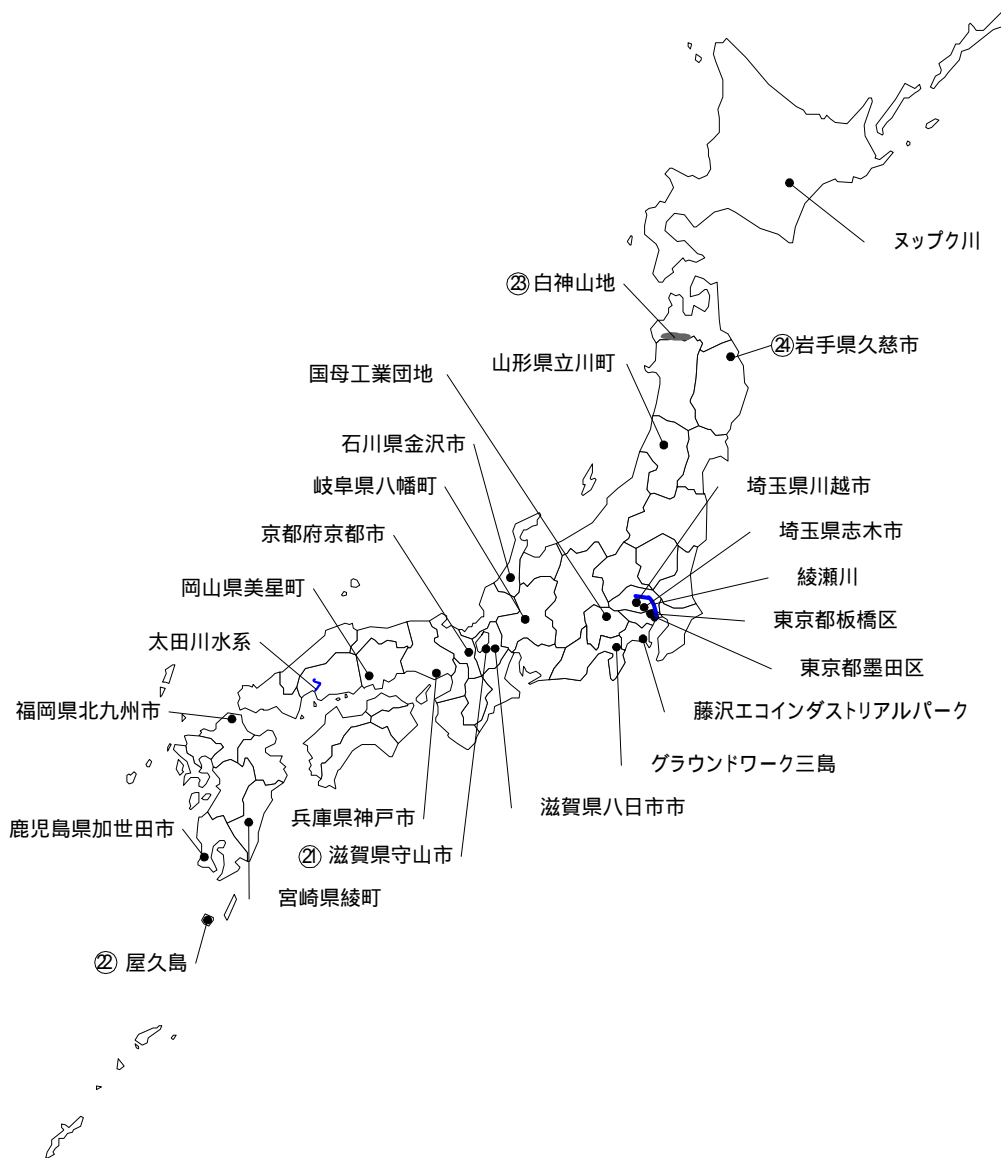 ヌップク川
㉓白神山地
㉔岩手県久慈市
山形県立川町
国母工業団地
石川県金沢市
岐阜県八幡町
埼玉県川越市
京都府京都市
埼玉県志木市
岡山県美星町
綾瀬川
太田川水系
東京都板橋区
東京都墨田区
福岡県北九州市
藤沢エコインダストリアルパーク
グラウンドワーク三島
滋賀県八日市市
兵庫県神戸市
鹿児島県加世田市
㉑ 滋賀県守山市
宮崎県綾町
㉒ 屋久島